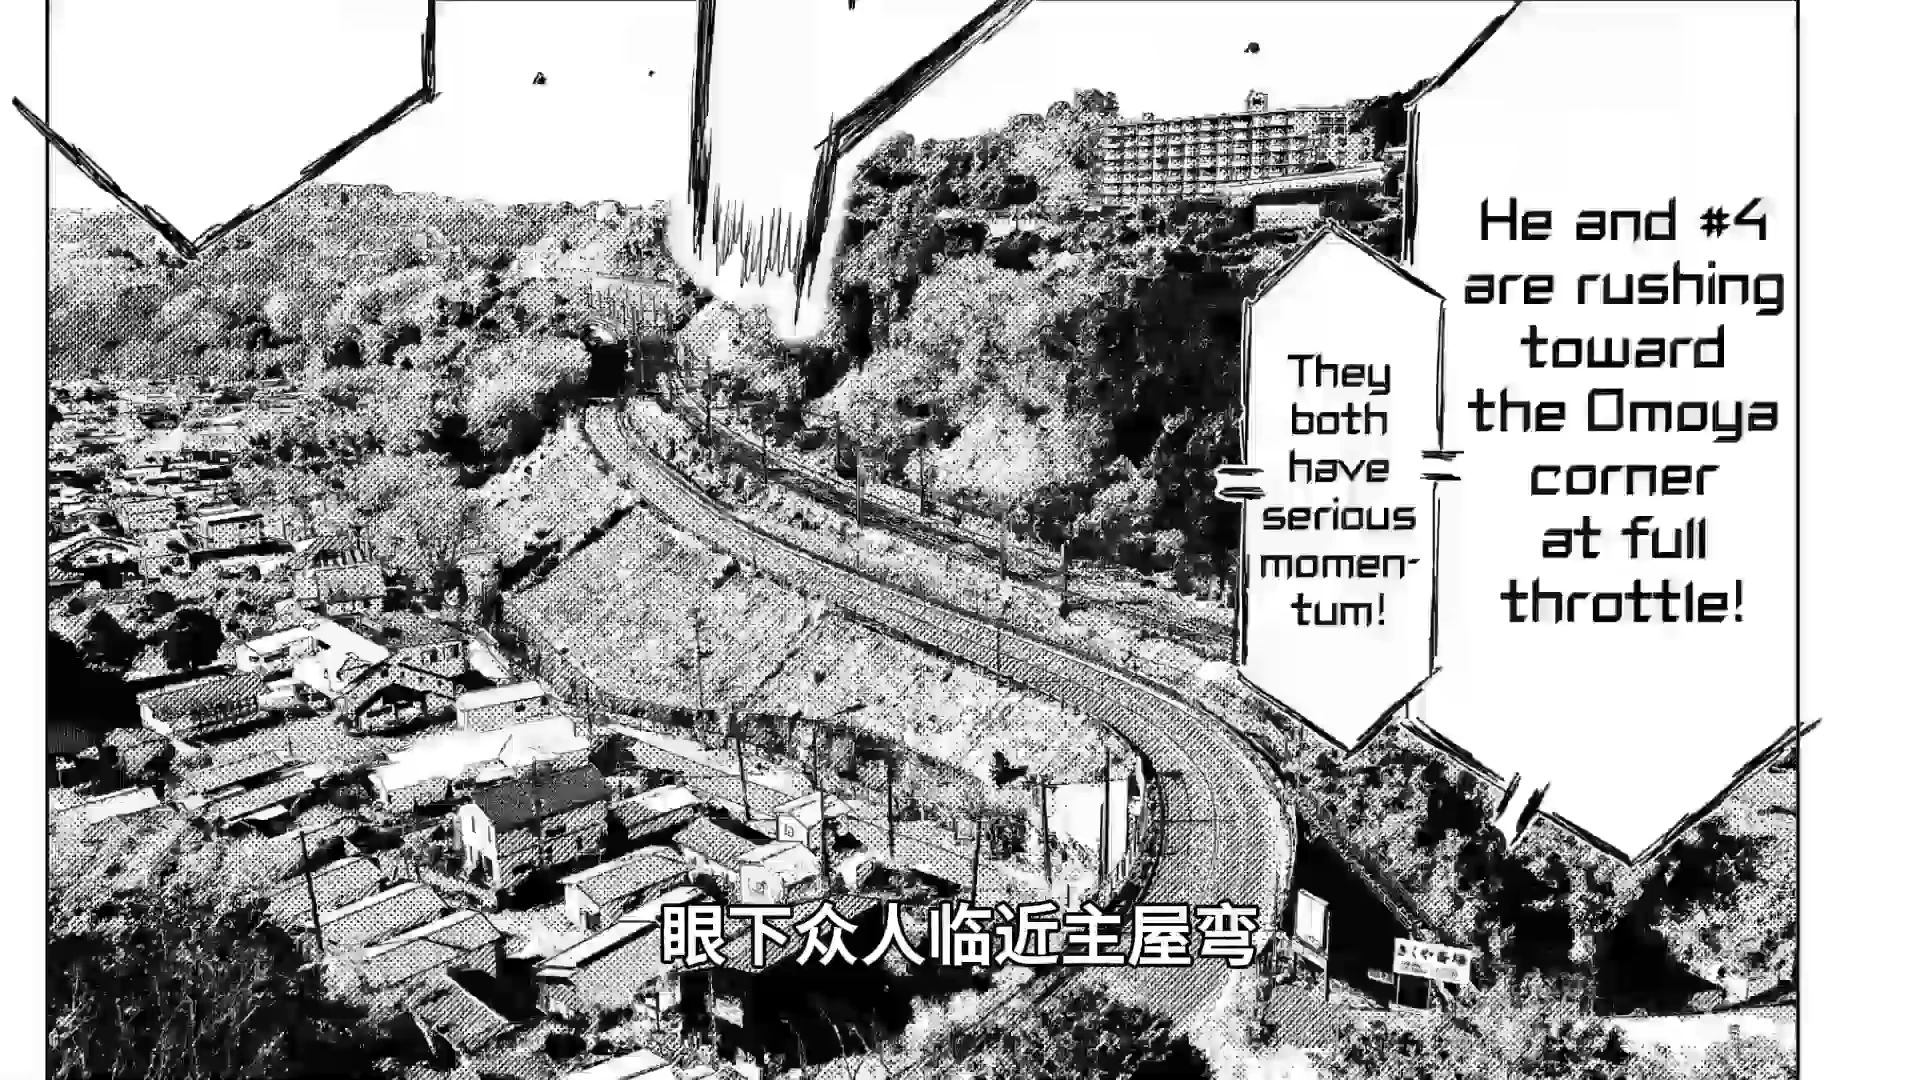 He and #4
are rushing
toward
the Omoya
corner
at full
throttle!
They
both
have
serious
momen-
tum!
眼下众人临近主屋弯